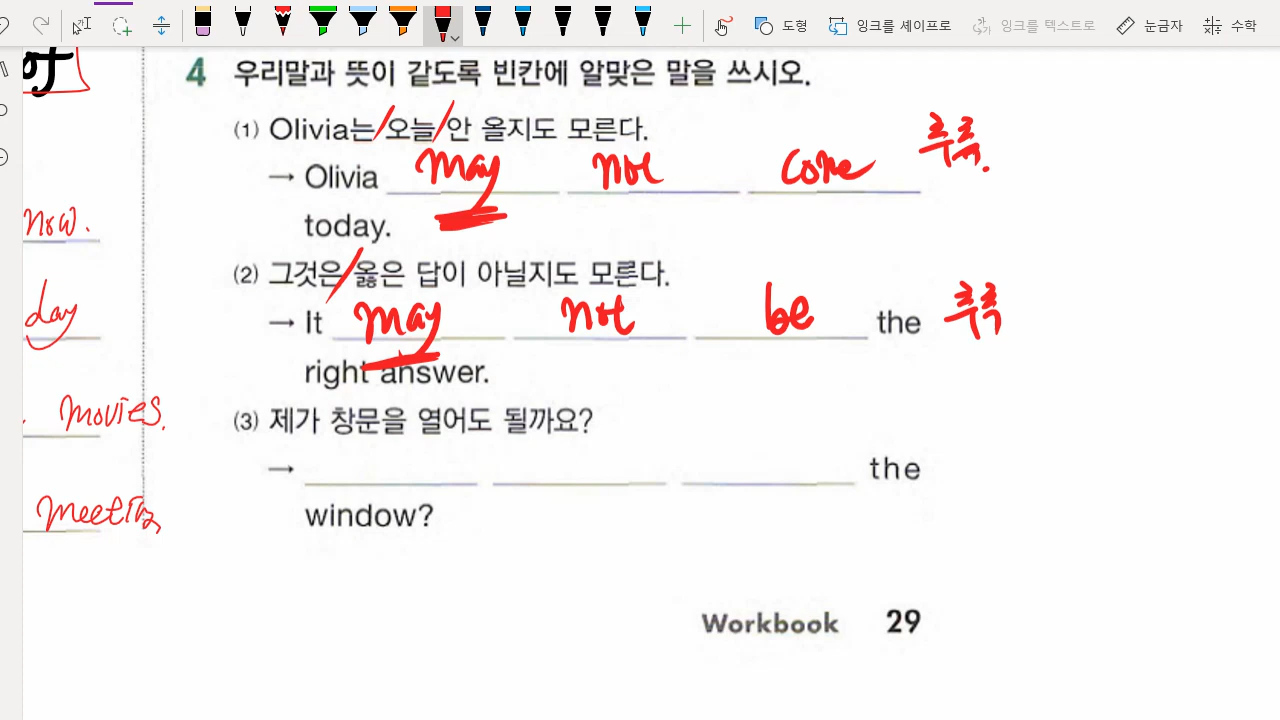 도형
잉크를 셰이프로
잉크를 텍스트로
눈금자
수학
of
now.
day
movies.
meeting
4 우리말과 뜻이 같도록 빈칸에 알맞은 말을 쓰시오.
(1) Olivia는/오늘/안 올지도 모른다. 추측.
→ Olivia may not come
today.
(2) 그것은/옳은 답이 아닐지도 모른다.
→ It may not be the 추측
right answer.
(3) 제가 창문을 열어도 될까요?
→ the
window?
Workbook 29